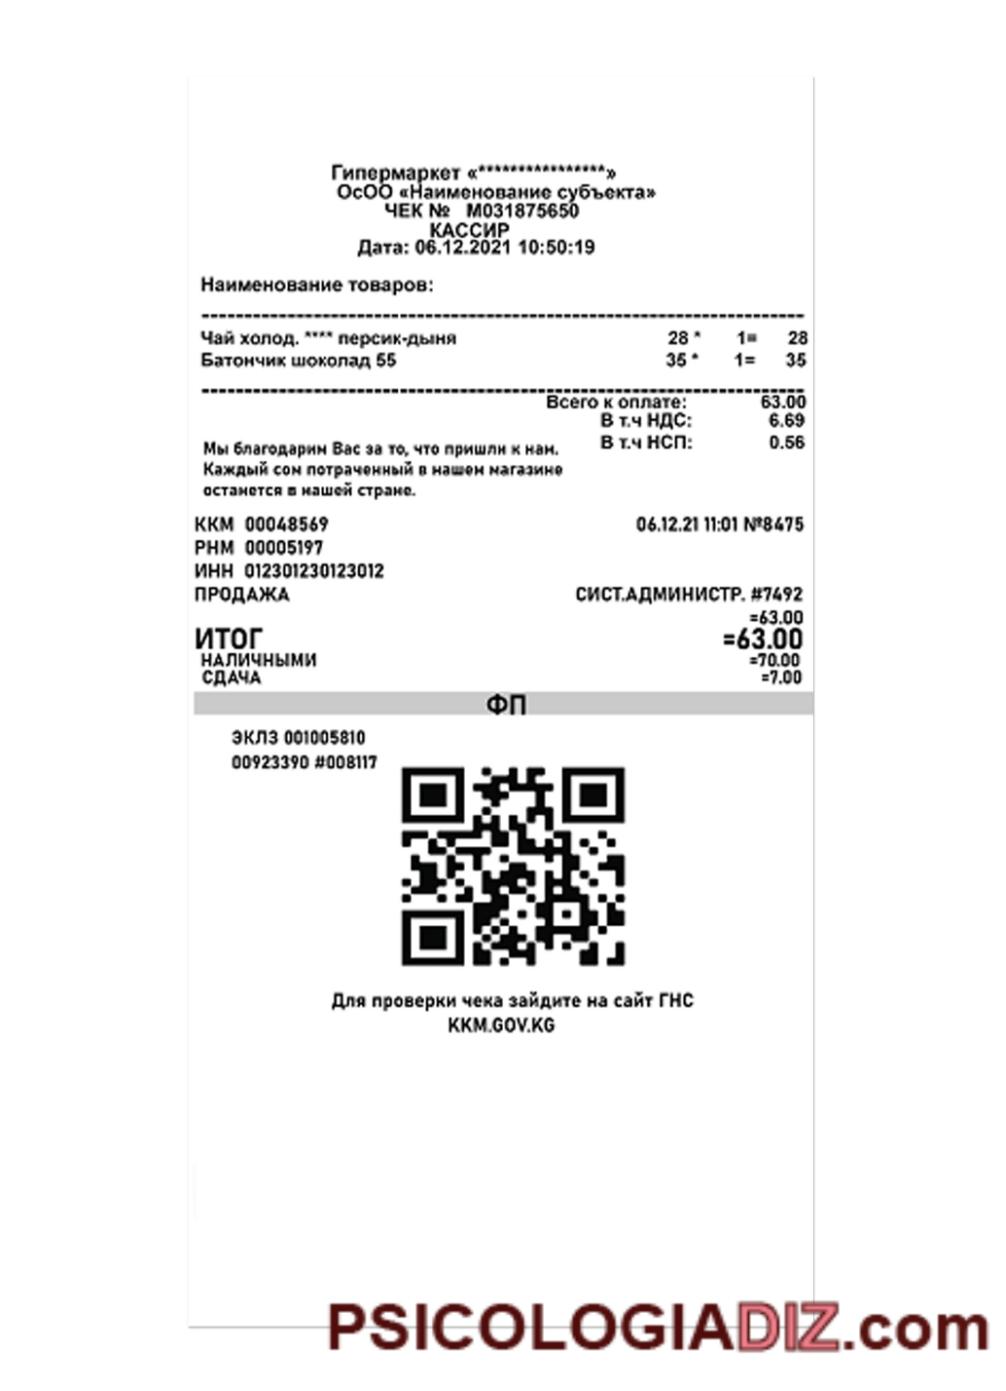 Гипермаркет «****************»
ОсОО «Наименование субъекта»
ЧЕК № М031875650
КАССИР
Дата: 06.12.2021 10:50:19
Наименование товаров:
Чай холод. **** персик-дыня 28 * 1= 28
Батончик шоколад 55 35 * 1= 35
Всего к оплате: 63.00
В т.ч НДС: 6.69
В т.ч НСП: 0.56
Мы благодарим Вас за то, что пришли к нам.
Каждый сом потраченный в нашем магазине
останется в нашей стране.
ККМ 00048569 06.12.21 11:01 №8475
РНМ 00005197
ИНН 012301230123012
ПРОДАЖА СИСТ.АДМИНИСТР. #7492
=63.00
ИТОГ =63.00
НАЛИЧНЫМИ =70.00
СДАЧА =7.00
ФП
ЭКЛЗ 001005810
00923390 #008117
Для проверки чека зайдите на сайт ГНС
KKM.GOV.KG
PSICOLOGIADIZ.com